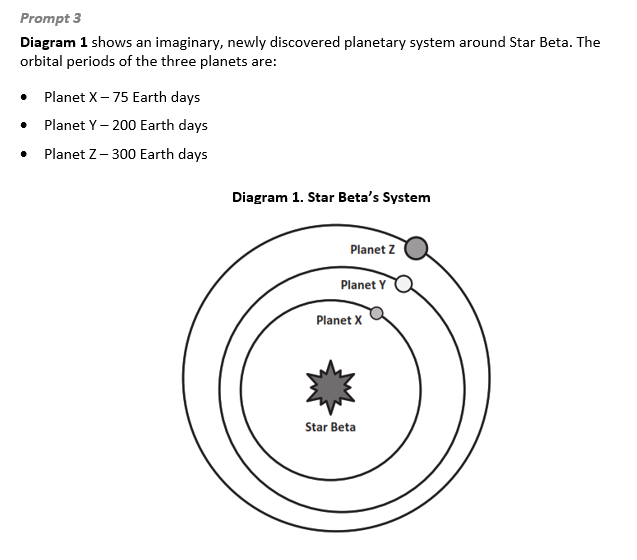 Prompt 3
Diagram 1 shows an imaginary, newly discovered planetary system around Star Beta. The
orbital periods of the three planets are:
• Planet X – 75 Earth days
• Planet Y – 200 Earth days
• Planet Z – 300 Earth days
Diagram 1. Star Beta's System
Planet Z
Planet Y
Planet X
Star Beta